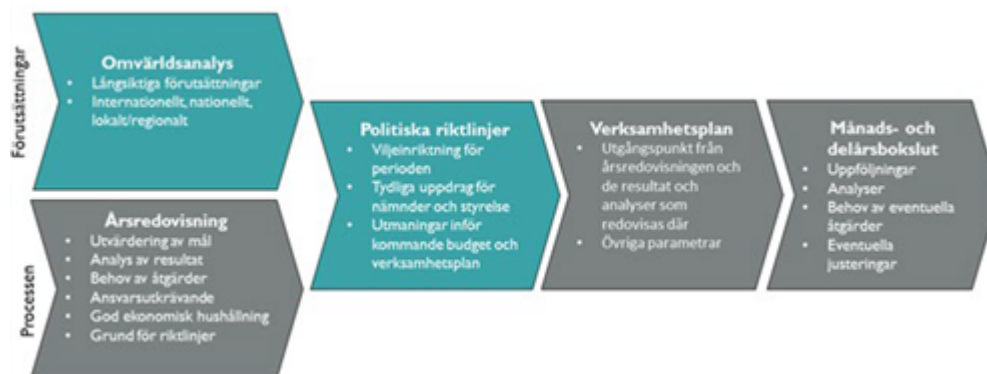 Förutsättningar
Omvärldsanalys
• Långsiktiga förutsättningar
• Internationellt, nationellt,
lokalt/regionalt
Processen
Årsredovisning
• Utvärdering av mål
• Analys av resultat
• Behov av åtgärder
• Ansvarsutkrävande
• God ekonomisk hushållning
• Grund för riktlinjer
Politiska riktlinjer
• Viljeinriktning för
perioden
• Tydliga uppdrag för
nämnder och styrelse
• Utmaningar inför
kommande budget och
verksamhetsplan
Verksamhetsplan
• Utgångspunkt från
årsredovisningen och
de resultat och
analyser som
redovisas där
• Övriga parametrar
Månads- och
delårsbokslut
• Uppföljningar
• Analyser
• Behov av eventuella
åtgärder
• Eventuella
justeringar